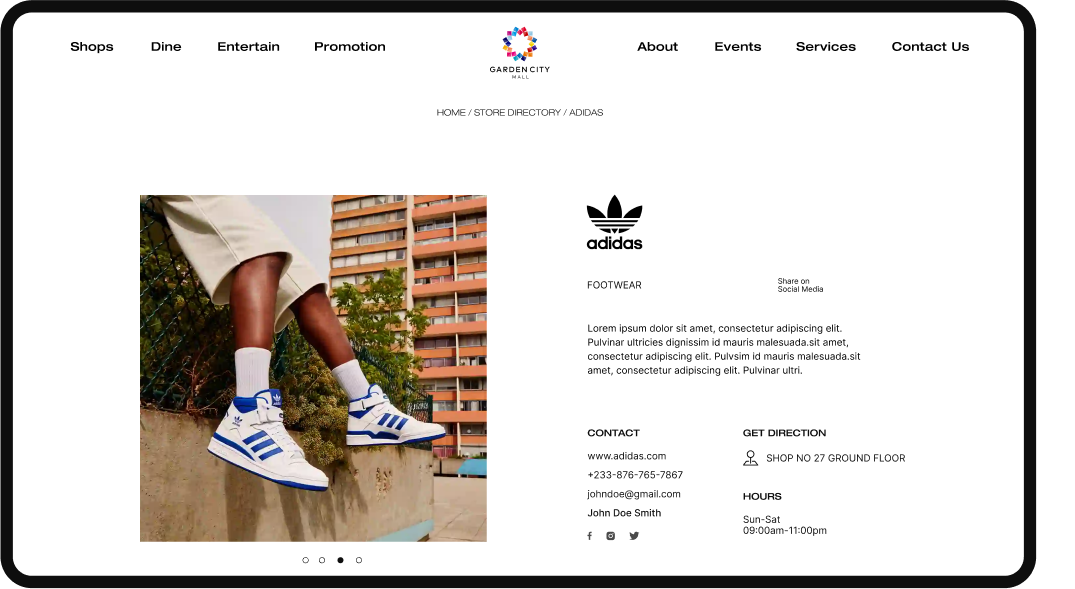 Shops Dine Entertain Promotion
GARDEN CITY
MALL
About Events Services Contact Us
HOME / STORE DIRECTORY / ADIDAS
adidas
FOOTWEAR
Share on
Social Media
Lorem ipsum dolor sit amet, consectetur adipiscing elit.
Pulvinar ultricies dignissim id mauris malesuada.sit amet,
consectetur adipiscing elit. Pulvsim id mauris malesuada.sit
amet, consectetur adipiscing elit. Pulvinar ultri.
CONTACT
www.adidas.com
+233-876-765-7867
johndoe@gmail.com
John Doe Smith
GET DIRECTION
SHOP NO 27 GROUND FLOOR
HOURS
Sun-Sat
09:00am-11:00pm